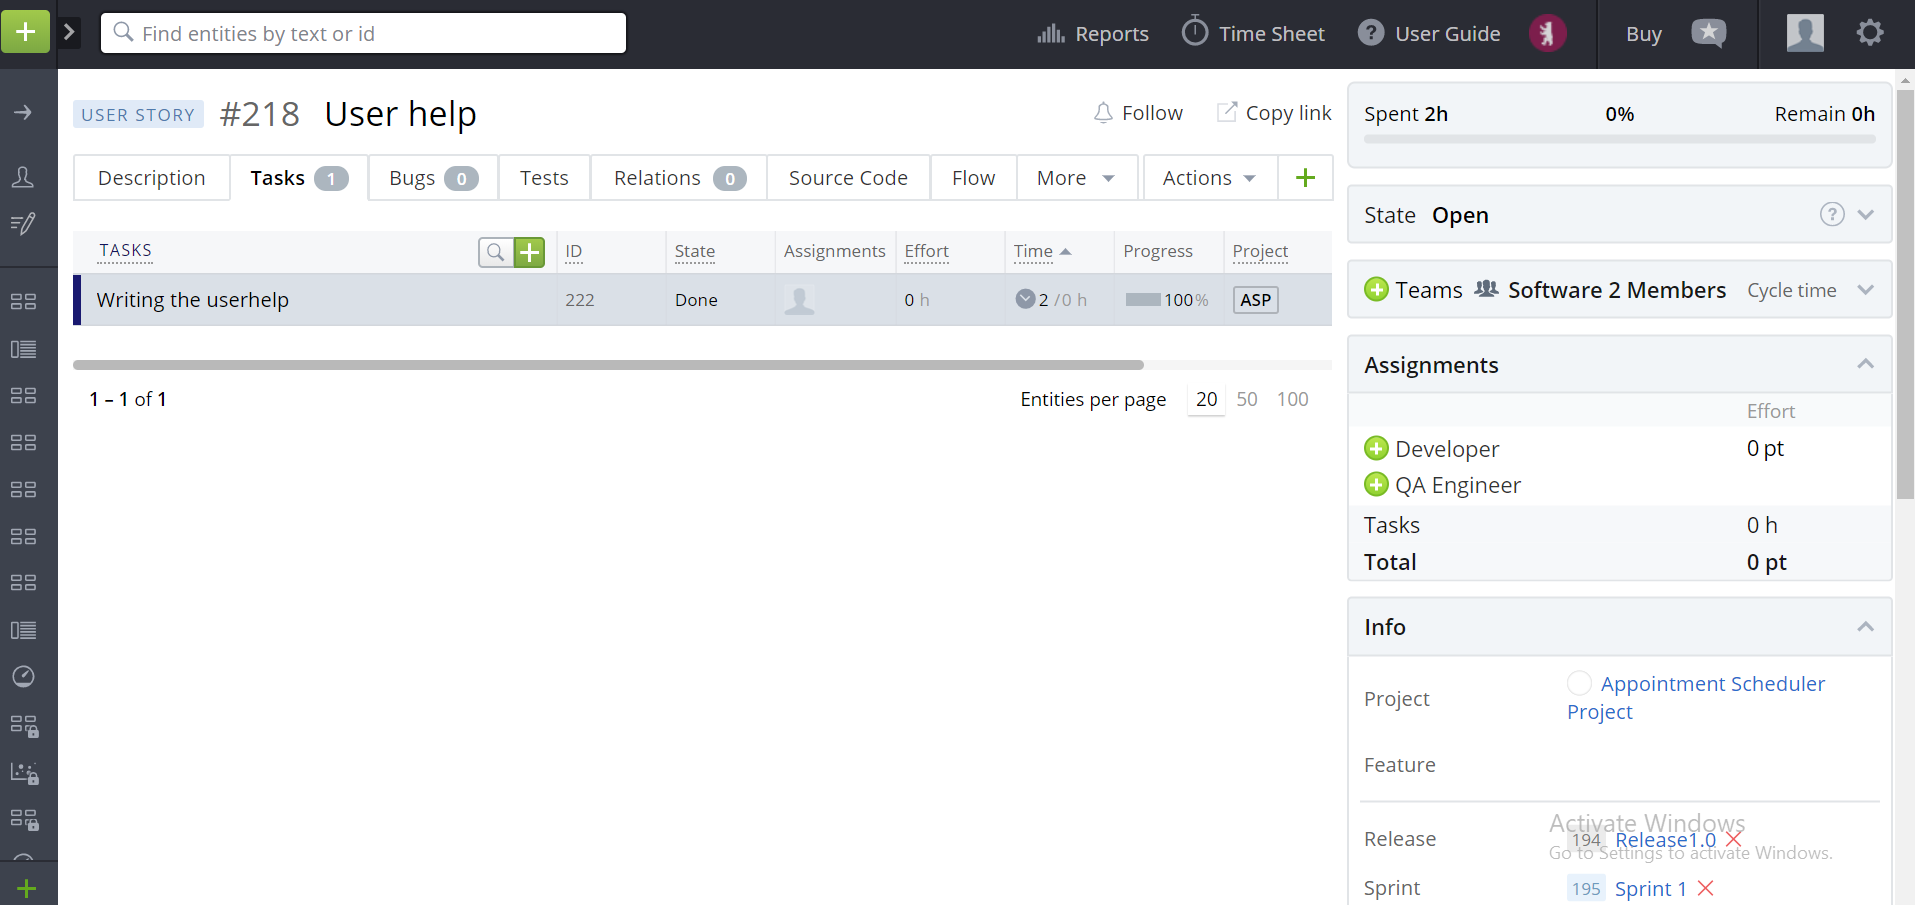 Find entities by text or id
Reports
Time Sheet
? User Guide
Buy
USER STORY #218 User help
Follow
Copy link
Description
Tasks 1
Bugs 0
Tests
Relations 0
Source Code
Flow
More
Actions
TASKS
ID
State
Assignments
Effort
Time
Progress
Project
Writing the userhelp
222
Done
0 h
2 / 0 h
100%
ASP
1 – 1 of 1
Entities per page 20 50 100
Spent 2h 0% Remain 0h
State Open ?
Teams Software 2 Members Cycle time
Assignments
Effort
Developer 0 pt
QA Engineer
Tasks 0 h
Total 0 pt
Info
Project Appointment Scheduler
Project
Feature
Activate Windows
Release 194 Release1.0
Go to Settings to activate Windows.
Sprint 195 Sprint 1